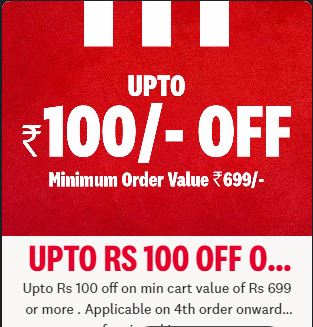 UPTO
₹100/- OFF
Minimum Order Value ₹699/-
UPTO RS 100 OFF O...
Upto Rs 100 off on min cart value of Rs 699
or more . Applicable on 4th order onward...